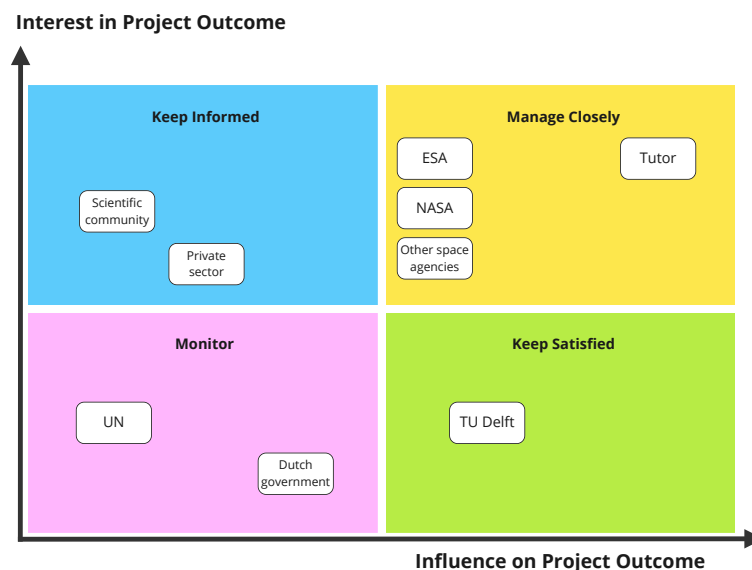 Interest in Project Outcome
Keep Informed
Manage Closely
ESA
Tutor
Scientific
community
NASA
Private
sector
Other space
agencies
Monitor
Keep Satisfied
UN
TU Delft
Dutch
government
Influence on Project Outcome